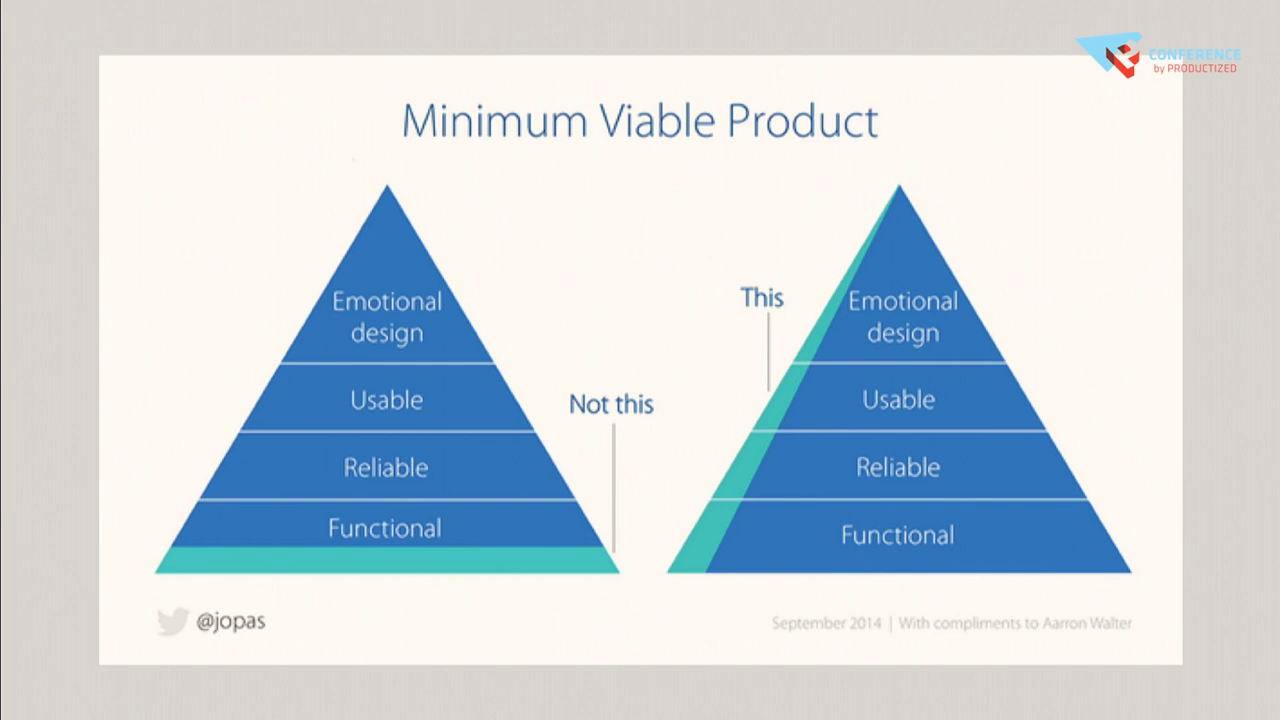 CONFERENCE
by PRODUCTIZED
Minimum Viable Product
Emotional
design
Usable
Reliable
Functional
Not this
This
Emotional
design
Usable
Reliable
Functional
@jopas
September 2014 | With compliments to Aarron Walter